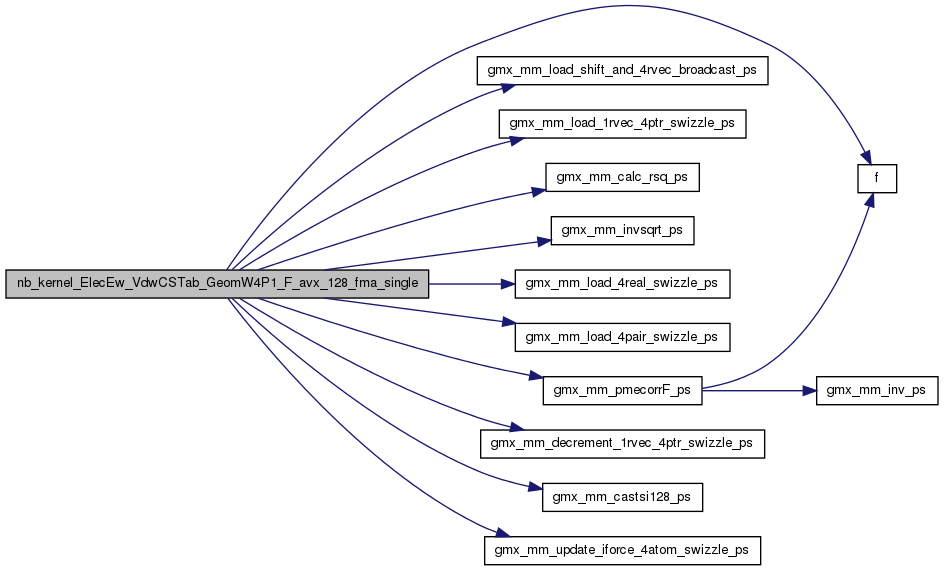 gmx_mm_load_shift_and_4rvec_broadcast_ps
gmx_mm_load_1rvec_4ptr_swizzle_ps
gmx_mm_calc_rsq_ps
f
gmx_mm_invsqrt_ps
nb_kernel_ElecEw_VdwCSTab_GeomW4P1_F_avx_128_fma_single
gmx_mm_load_4real_swizzle_ps
gmx_mm_load_4pair_swizzle_ps
gmx_mm_pmecorrF_ps
gmx_mm_inv_ps
gmx_mm_decrement_1rvec_4ptr_swizzle_ps
gmx_mm_castsi128_ps
gmx_mm_update_iforce_4atom_swizzle_ps